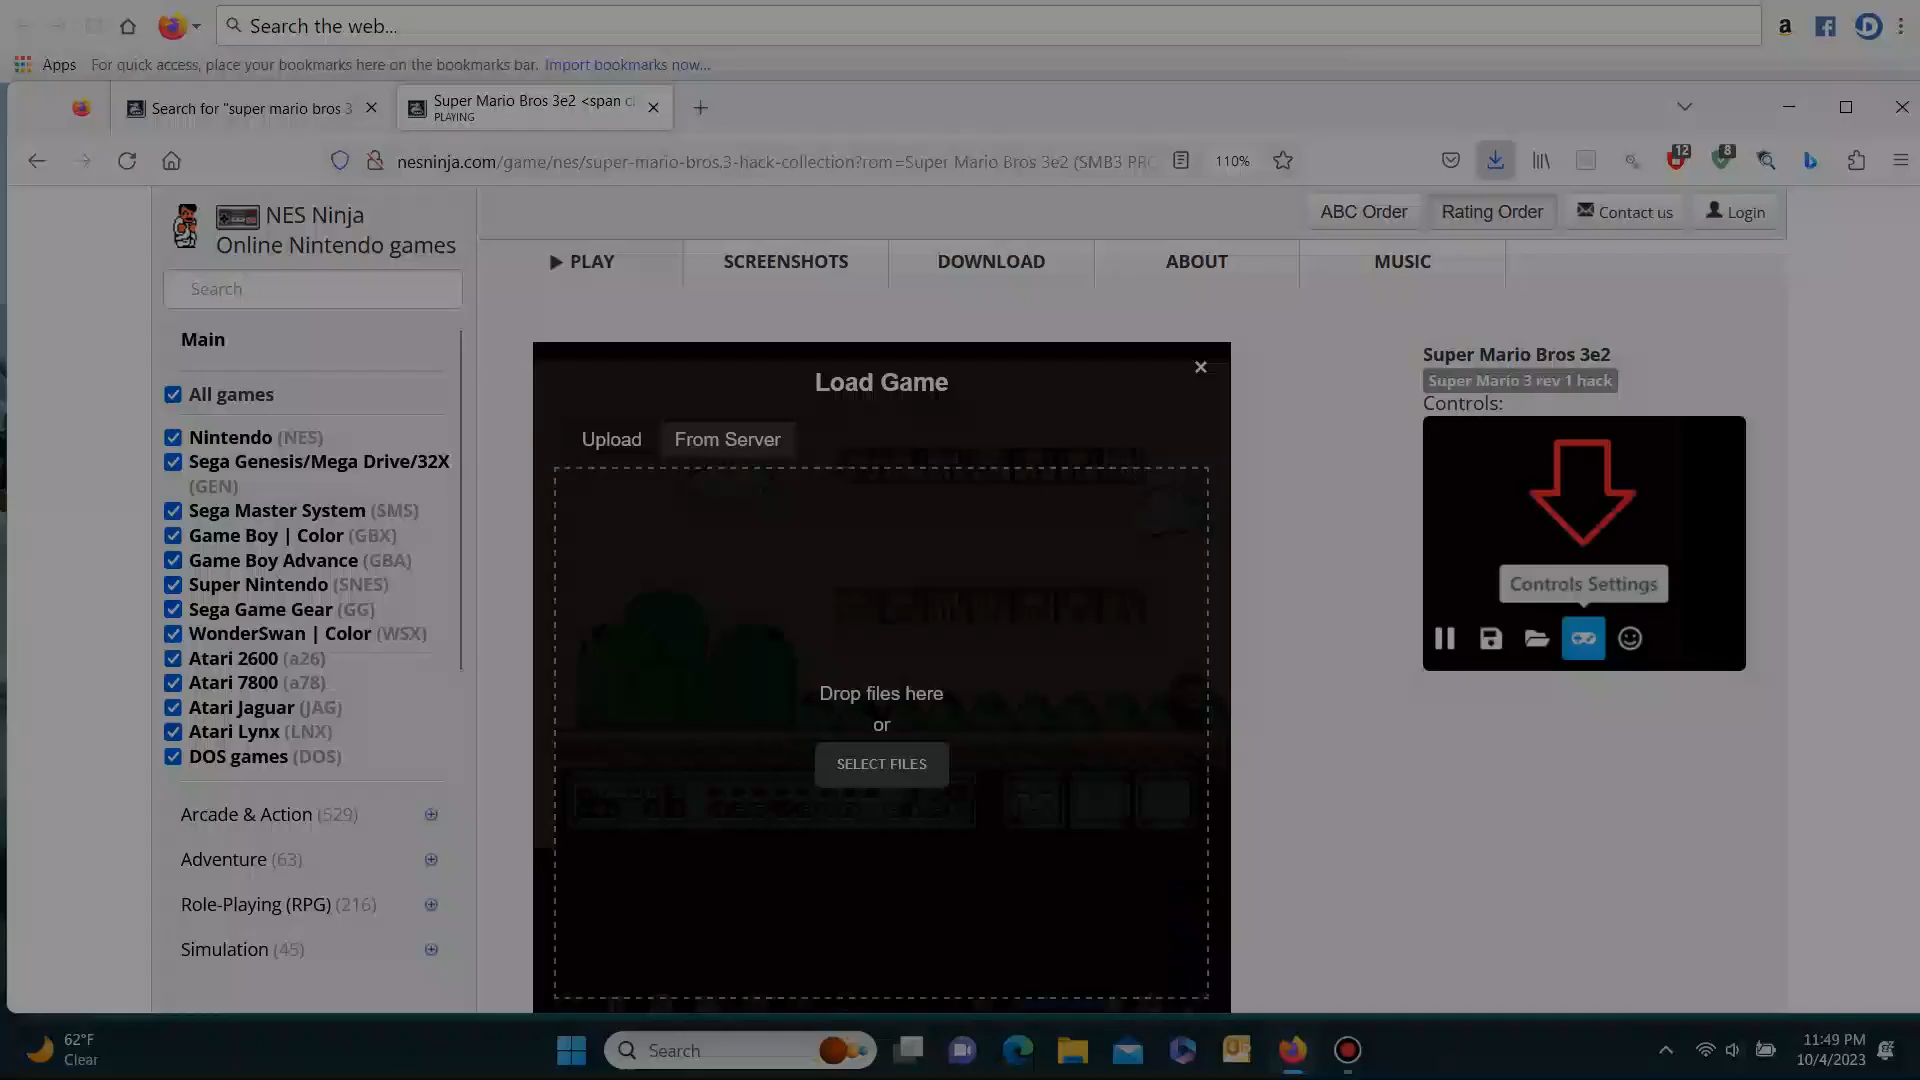 Search the web...
Apps For quick access, place your bookmarks here on the bookmarks bar. Import bookmarks now...
Search for "super mario bros 3
Super Mario Bros 3e2 <span cl
PLAYING
nesninja.com/game/nes/super-mario-bros.3-hack-collection?rom=Super Mario Bros 3e2 (SMB3 PRC
110%
12
8
NES Ninja
Online Nintendo games
ABC Order
Rating Order
Contact us
Login
PLAY
SCREENSHOTS
DOWNLOAD
ABOUT
MUSIC
Search
Main
All games
Nintendo (NES)
Sega Genesis/Mega Drive/32X
(GEN)
Sega Master System (SMS)
Game Boy | Color (GBX)
Game Boy Advance (GBA)
Super Nintendo (SNES)
Sega Game Gear (GG)
WonderSwan | Color (WSX)
Atari 2600 (a26)
Atari 7800 (a78)
Atari Jaguar (JAG)
Atari Lynx (LNX)
DOS games (DOS)
Arcade & Action (529)
Adventure (63)
Role-Playing (RPG) (216)
Simulation (45)
Load Game
Upload
From Server
Drop files here
or
SELECT FILES
Super Mario Bros 3e2
Super Mario 3 rev 1 hack
Controls:
Controls Settings
62°F
Clear
Search
11:49 PM
10/4/2023